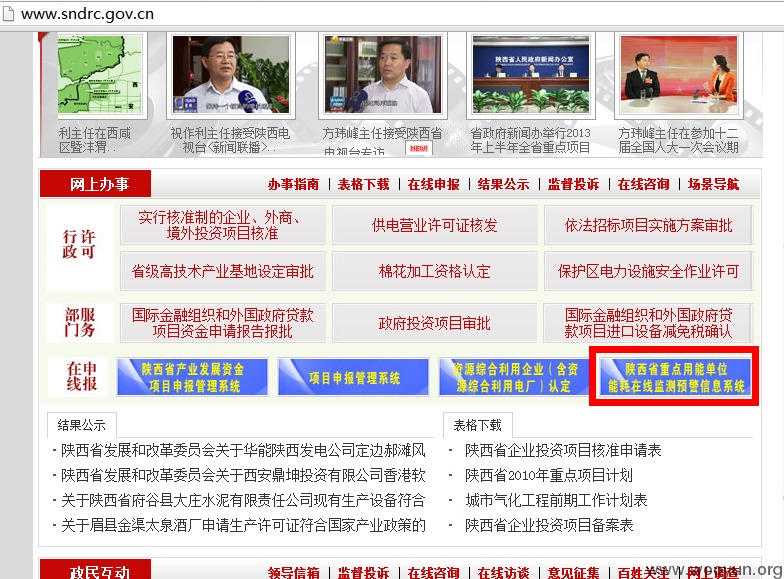 www.sndrc.gov.cn
利主任在西咸
区暨沣渭..
祝作利主任接受陕西电
视台<新闻联播>..
方玮峰主任接受陕西省
电视台专访
NEW!
陕西省人民政府新闻办公室
省政府新闻办举行2013
年上半年全省重点项目
方玮峰主任在参加十二
届全国人大一次会议期
网上办事
办事指南 | 表格下载 | 在线申报 | 结果公示 | 监督投诉 | 在线咨询 | 场景导航
行政许可
实行核准制的企业、外商、
境外投资项目核准
供电营业许可证核发
依法招标项目实施方案审批
省级高技术产业基地设定审批
棉花加工资格认定
保护区电力设施安全作业许可
部门服务
国际金融组织和外国政府贷款
项目资金申请报告报批
政府投资项目审批
国际金融组织和外国政府贷
款项目进口设备减免税确认
在线申报
陕西省产业发展资金
项目申报管理系统
项目申报管理系统
资源综合利用企业（含资
源综合利用电厂）认定
陕西省重点用能单位
能耗在线监测预警信息系统
结果公示
· 陕西省发展和改革委员会关于华能陕西发电公司定边郝滩风
· 陕西省发展和改革委员会关于西安鼎坤投资有限公司香港软
· 关于陕西省府谷县大庄水泥有限责任公司现有生产设备符合
· 关于眉县金渠太泉酒厂申请生产许可证符合国家产业政策的
表格下载
· 陕西省企业投资项目核准申请表
· 陕西省2010年重点项目计划
· 城市气化工程前期工作计划表
· 陕西省企业投资项目备案表
政民互动
领导信箱 | 监督投诉 | 在线咨询 | 在线访谈 | 意见征集 | 百姓关注 | 网上调查
www.wooyun.org